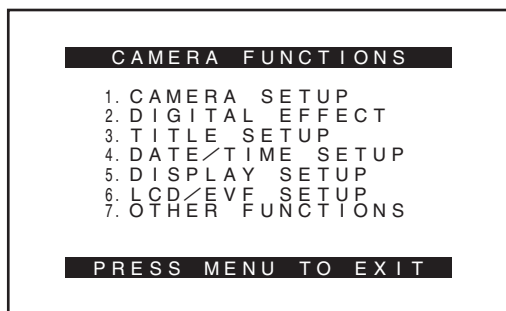 CAMERA FUNCTIONS
1. CAMERA SETUP
2. DIGITAL EFFECT
3. TITLE SETUP
4. DATE/TIME SETUP
5. DISPLAY SETUP
6. LCD/EVF SETUP
7. OTHER FUNCTIONS
PRESS MENU TO EXIT